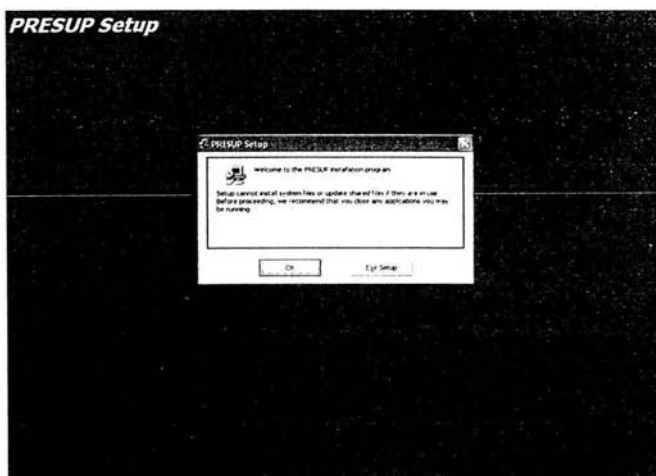 PRESUP Setup
PRESUP Setup
Welcome to the PRESUP installation program.
Setup cannot install system files or update shared files if they are in use.
Before proceeding, we recommend that you close any applications you may
be running.
OK
Exit Setup